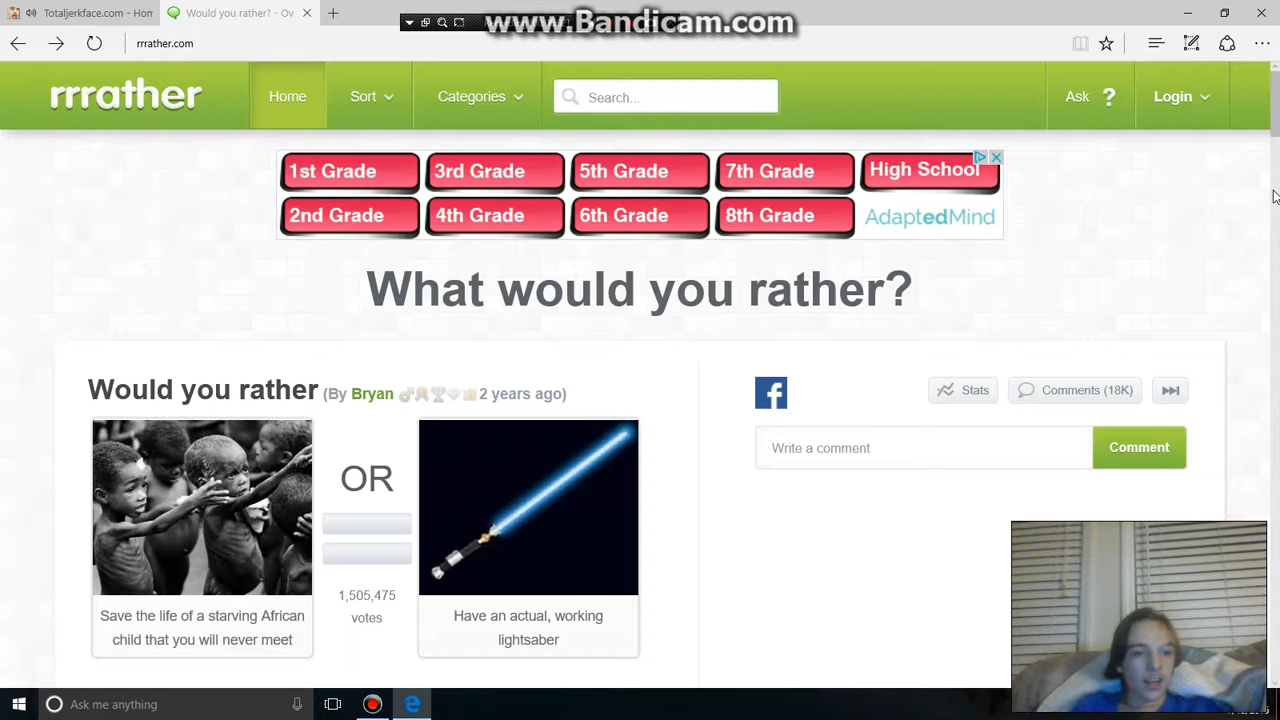 Totaljerkfac.com - Hom
Would you rather? - Ov
www.Bandicam.com
rrrather.com
rrrather
Home
Sort
Categories
Search...
Ask ?
Login
1st Grade
3rd Grade
5th Grade
7th Grade
High School
2nd Grade
4th Grade
6th Grade
8th Grade
AdaptedMind
What would you rather?
Would you rather (By Bryan 2 years ago)
Stats
Comments (18K)
Write a comment
Comment
OR
1,505,475
votes
Save the life of a starving African
child that you will never meet
Have an actual, working
lightsaber
Ask me anything